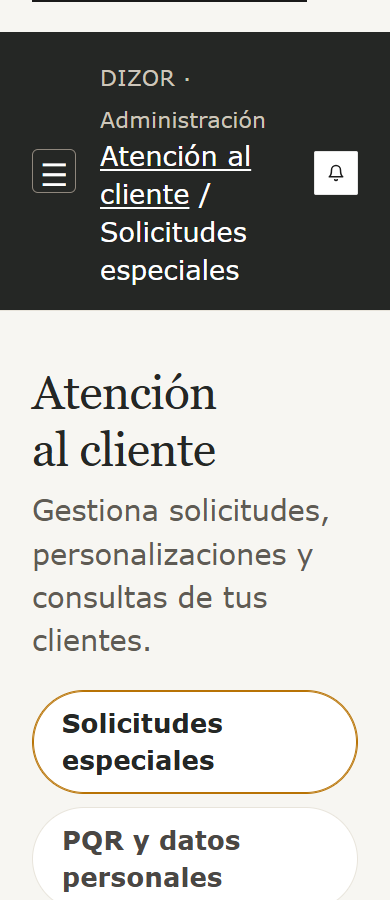 DIZOR ·
Administración
Atención al
cliente /
Solicitudes
especiales
Atención
al cliente
Gestiona solicitudes,
personalizaciones y
consultas de tus
clientes.
Solicitudes
especiales
PQR y datos
personales